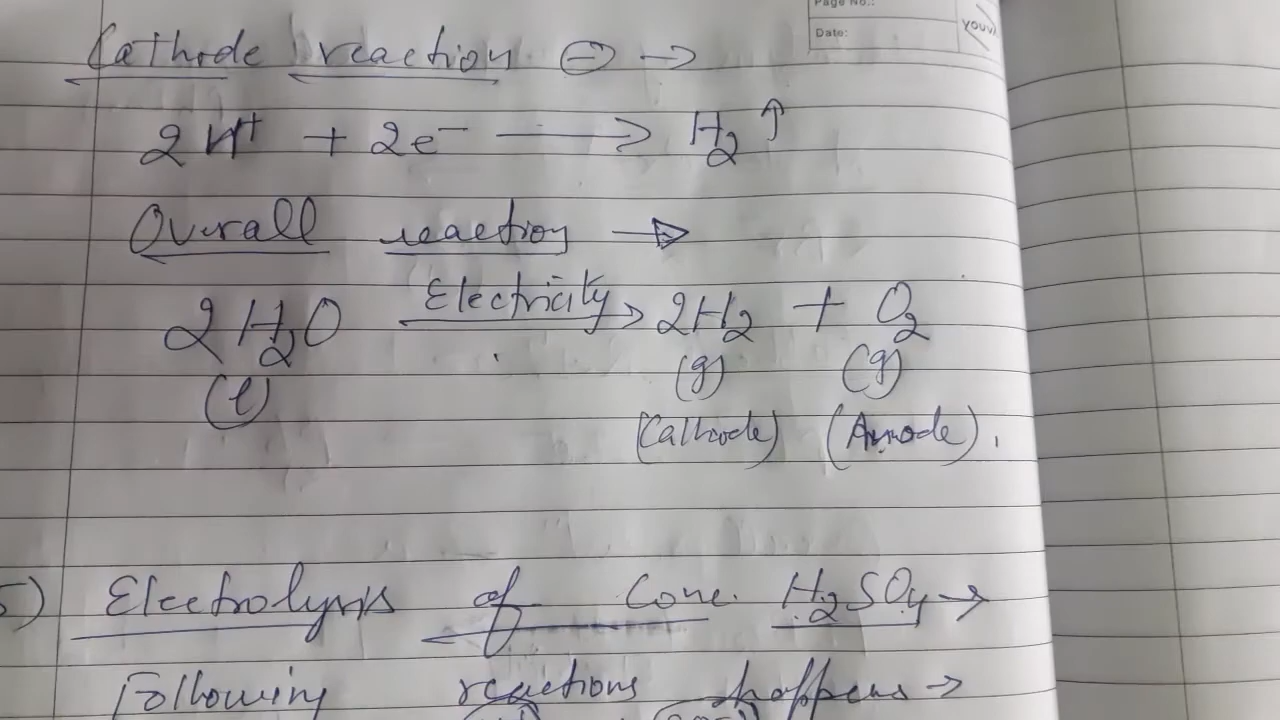 Page No.:
Date:
youva
Cathode reaction ⊖ →
2H⁺ + 2e⁻ ⟶ H₂ ↑
Overall reaction →
2H₂O Electricity → 2H₂ + O₂
(l) (g) (g)
(Cathode) (Anode).
5) Electrolysis of Conc. H₂SO₄ →
Following reactions happens →